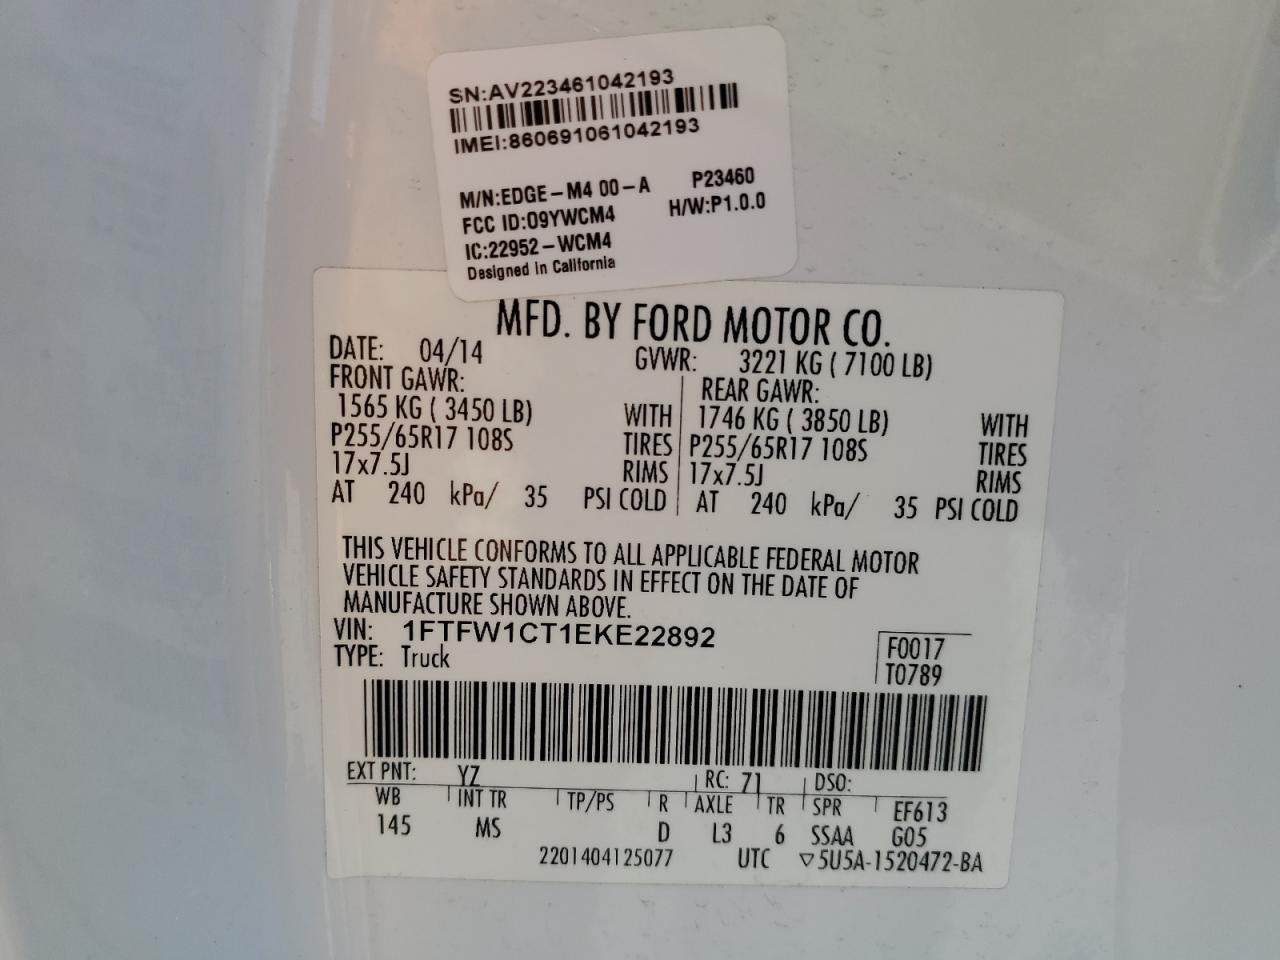 SN:AV223461042193
IMEI:860691061042193
M/N:EDGE-M4 00-A P23460
FCC ID:O9YWCM4 H/W:P1.0.0
IC:22952-WCM4
Designed in California
MFD. BY FORD MOTOR CO.
DATE: 04/14 GVWR: 3221 KG ( 7100 LB)
FRONT GAWR: REAR GAWR:
1565 KG ( 3450 LB) WITH 1746 KG ( 3850 LB) WITH
P255/65R17 108S TIRES P255/65R17 108S TIRES
17x7.5J RIMS 17x7.5J RIMS
AT 240 kPa/ 35 PSI COLD AT 240 kPa/ 35 PSI COLD
THIS VEHICLE CONFORMS TO ALL APPLICABLE FEDERAL MOTOR
VEHICLE SAFETY STANDARDS IN EFFECT ON THE DATE OF
MANUFACTURE SHOWN ABOVE.
VIN: 1FTFW1CT1EKE22892 F0017
TYPE: Truck T0789
EXT PNT: YZ RC: 71 DSO:
WB INT TR TP/PS R AXLE TR SPR EF613
145 MS D L3 6 SSAA G05
2201404125077 UTC ▽5U5A-1520472-BA